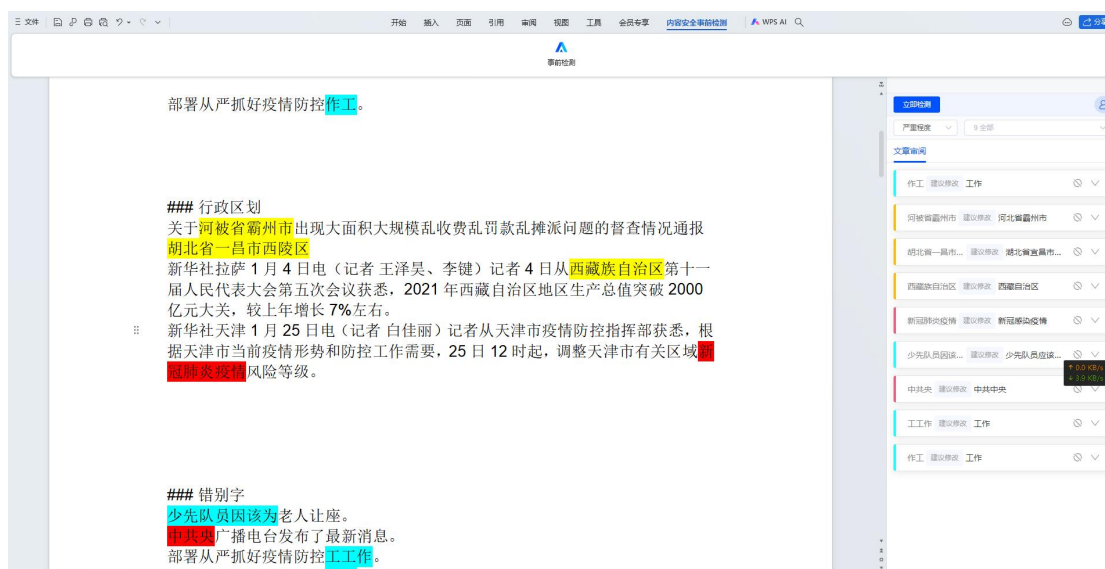 三 文件
开始 插入 页面 引用 审阅 视图 工具 会员专享 内容安全事前检测 WPS AI
分享
事前检测
部署从严抓好疫情防控作工。
### 行政区划
关于河被省霸州市出现大面积大规模乱收费乱罚款乱摊派问题的督查情况通报
胡北省一昌市西陵区
新华社拉萨 1 月 4 日电（记者 王泽昊、李键）记者 4 日从西藏族自治区第十一
届人民代表大会第五次会议获悉，2021 年西藏自治区地区生产总值突破 2000
亿元大关，较上年增长 7%左右。
新华社天津 1 月 25 日电（记者 白佳丽）记者从天津市疫情防控指挥部获悉，根
据天津市当前疫情形势和防控工作需要，25 日 12 时起，调整天津市有关区域新
冠肺炎疫情风险等级。
### 错别字
少先队员因该为老人让座。
中共央广播电台发布了最新消息。
部署从严抓好疫情防控工工作。
立即检测
严重程度 9 全部
文章审阅
作工 建议修改 工作
河被省霸州市 建议修改 河北省霸州市
胡北省一昌市... 建议修改 湖北省宜昌市...
西藏族自治区 建议修改 西藏自治区
新冠肺炎疫情 建议修改 新冠感染疫情
少先队员因该... 建议修改 少先队员应该...
↑ 0.0 KB/s
↓ 3.9 KB/s
中共央 建议修改 中共中央
工工作 建议修改 工作
作工 建议修改 工作